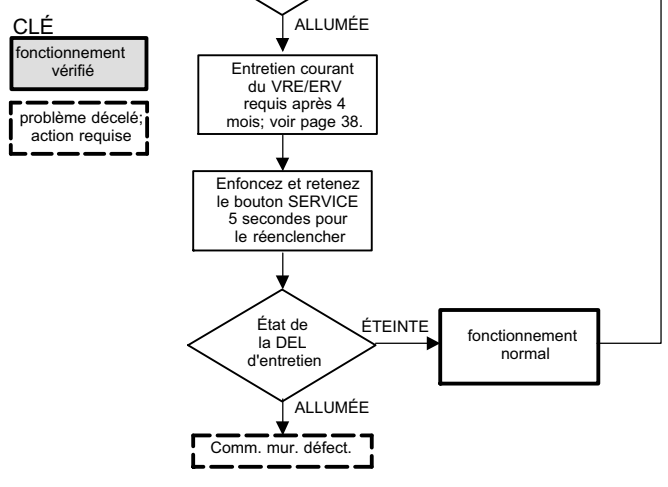 CLÉ
fonctionnement
vérifié
problème décelé;
action requise
ALLUMÉE
Entretien courant
du VRE/ERV
requis après 4
mois; voir page 38.
Enfoncez et retenez
le bouton SERVICE
5 secondes pour
le réenclencher
État de
la DEL
d'entretien
ÉTEINTE
fonctionnement
normal
ALLUMÉE
Comm. mur. défect.